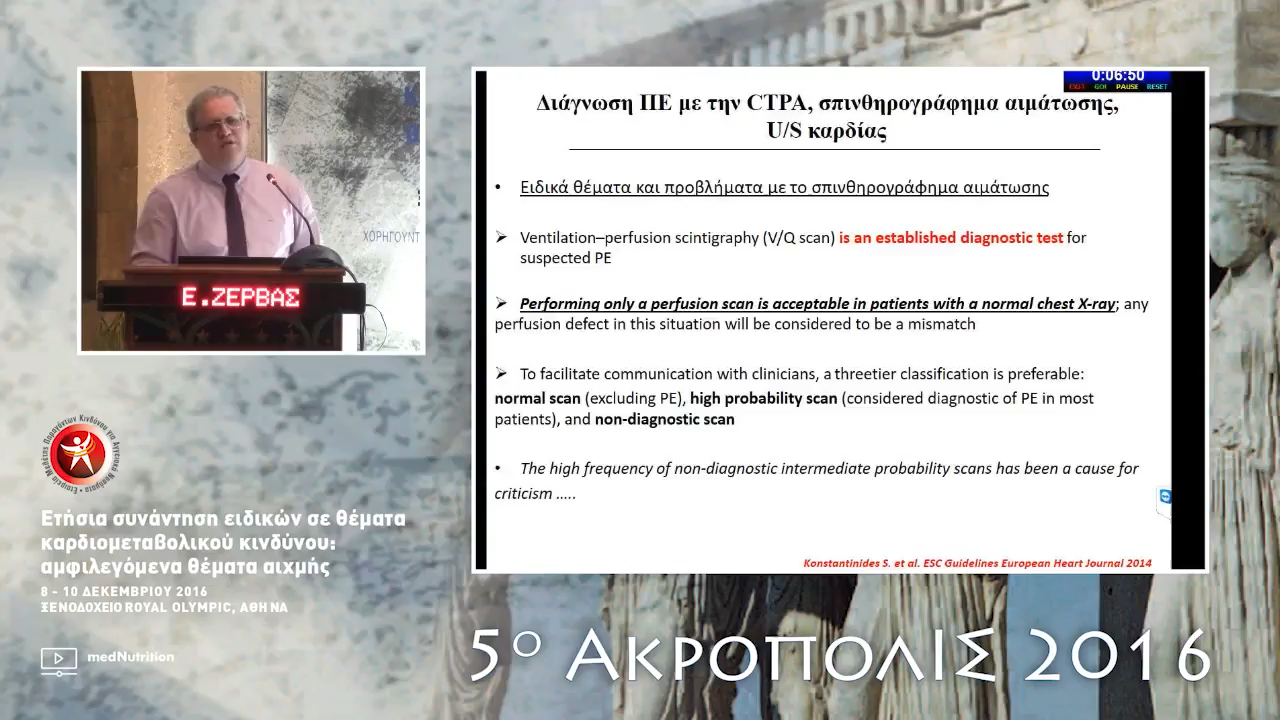 0:06:50
EXIT GO! PAUSE RESET
Διάγνωση ΠΕ με την CTPA, σπινθηρογράφημα αιμάτωσης,
U/S καρδίας
• Ειδικά θέματα και προβλήματα με το σπινθηρογράφημα αιμάτωσης
➢ Ventilation–perfusion scintigraphy (V/Q scan) is an established diagnostic test for
suspected PE
➢ Performing only a perfusion scan is acceptable in patients with a normal chest X-ray; any
perfusion defect in this situation will be considered to be a mismatch
➢ To facilitate communication with clinicians, a threetier classification is preferable:
normal scan (excluding PE), high probability scan (considered diagnostic of PE in most
patients), and non-diagnostic scan
• The high frequency of non-diagnostic intermediate probability scans has been a cause for
criticism .....
Konstantinides S. et al. ESC Guidelines European Heart Journal 2014
ΧΟΡΗΓΟΥΝΤ
Ε.ΖΕΡΒΑΣ
Ετήσια συνάντηση ειδικών σε θέματα
καρδιομεταβολικού κινδύνου:
αμφιλεγόμενα θέματα αιχμής
8 - 10 ΔΕΚΕΜΒΡΙΟΥ 2016
ΞΕΝΟΔΟΧΕΙΟ ROYAL OLYMPIC, ΑΘΗΝΑ
medNutrition
5ο ΑΚΡΟΠΟΛΙΣ 2016